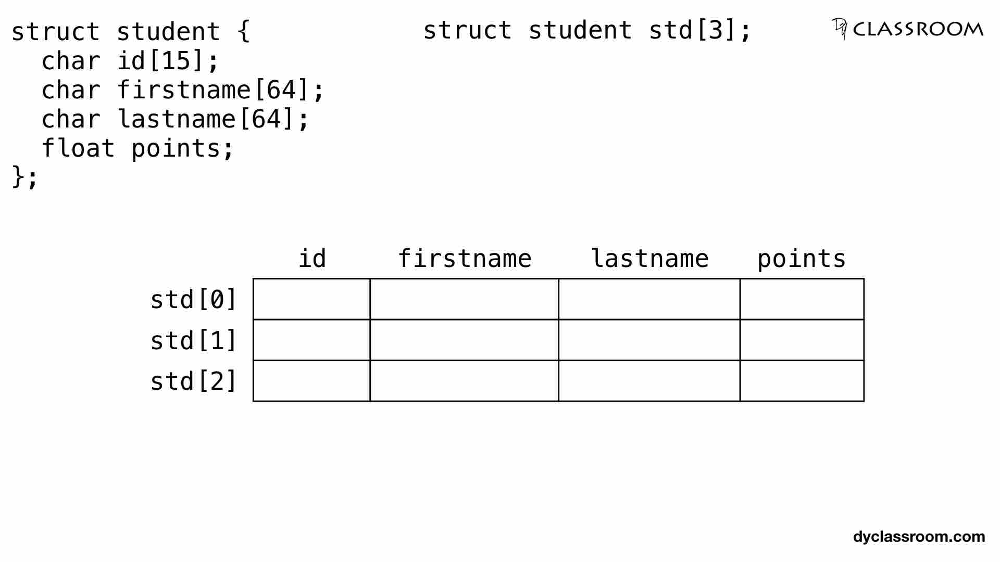 struct student {
  char id[15];
  char firstname[64];
  char lastname[64];
  float points;
};
struct student std[3];
DY CLASSROOM
id firstname lastname points
std[0]
std[1]
std[2]
dyclassroom.com